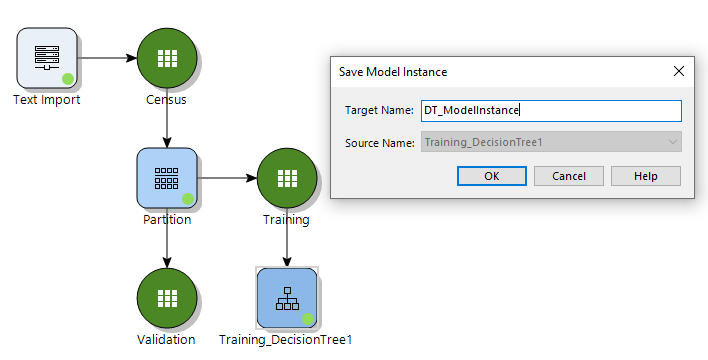 Text Import
Census
Save Model Instance
Target Name: DT_ModelInstance
Source Name: Training_DecisionTree1
OK Cancel Help
Partition
Training
Validation
Training_DecisionTree1